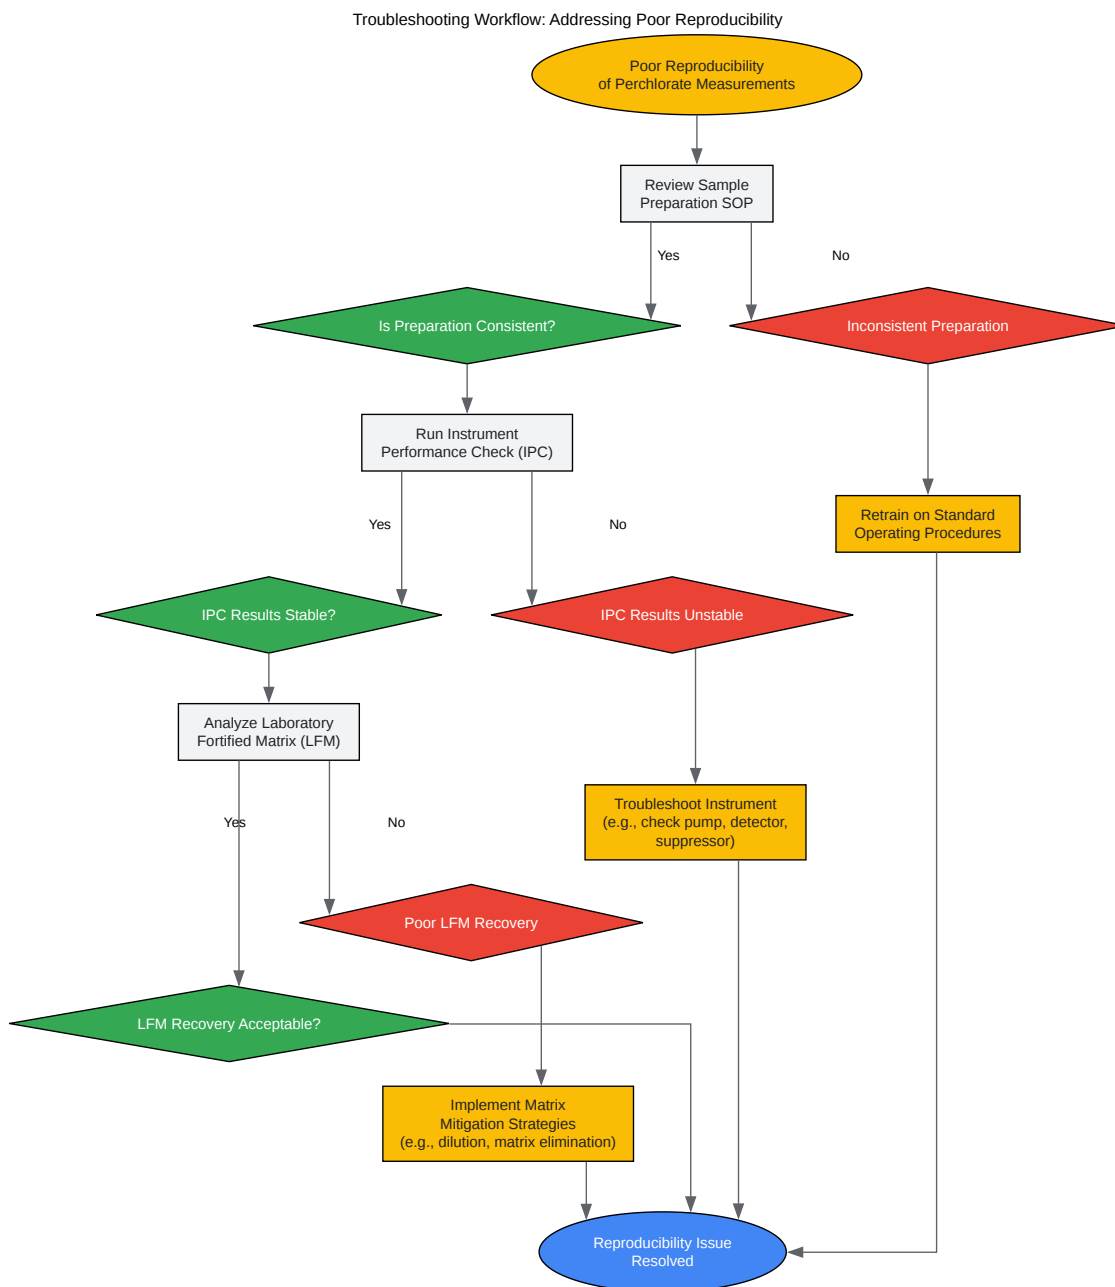 Troubleshooting Workflow: Addressing Poor Reproducibility
Poor Reproducibility
of Perchlorate Measurements
Review Sample
Preparation SOP
Yes
No
Is Preparation Consistent?
Inconsistent Preparation
Run Instrument
Performance Check (IPC)
Retrain on Standard
Operating Procedures
Yes
No
IPC Results Stable?
IPC Results Unstable
Analyze Laboratory
Fortified Matrix (LFM)
Troubleshoot Instrument
(e.g., check pump, detector,
suppressor)
Yes
No
Poor LFM Recovery
LFM Recovery Acceptable?
Implement Matrix
Mitigation Strategies
(e.g., dilution, matrix elimination)
Reproducibility Issue
Resolved